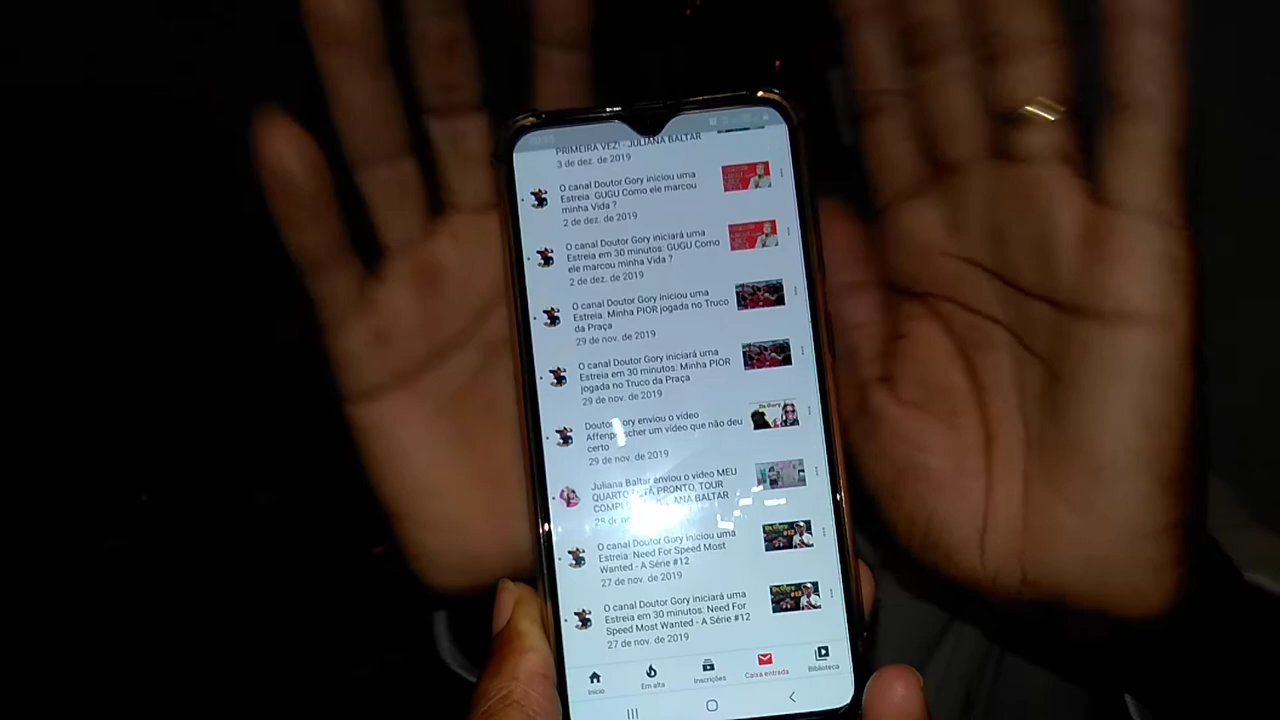 PRIMEIRA VEZ! - JULIANA BALTAR
3 de dez. de 2019
O canal Doutor Gory iniciou uma
Estreia: GUGU Como ele marcou
minha Vida ?
2 de dez. de 2019
O canal Doutor Gory iniciará uma
Estreia em 30 minutos: GUGU Como
ele marcou minha Vida ?
2 de dez. de 2019
O canal Doutor Gory iniciou uma
Estreia: Minha PIOR jogada no Truco
da Praça
29 de nov. de 2019
O canal Doutor Gory iniciará uma
Estreia em 30 minutos: Minha PIOR
jogada no Truco da Praça
29 de nov. de 2019
Doutor Gory enviou o vídeo
um vídeo que não deu
certo
29 de nov. de 2019
Juliana Baltar enviou o vídeo MEU
QUARTO PRONTO, TOUR
BALTAR
O canal Doutor Gory iniciou uma
Estreia: Need For Speed Most
Wanted - A Série #12
27 de nov. de 2019
O canal Doutor Gory iniciará uma
Estreia em 30 minutos: Need For
Speed Most Wanted - A Série #12
27 de nov. de 2019
Início Em alta Inscrições Caixa entrada Biblioteca